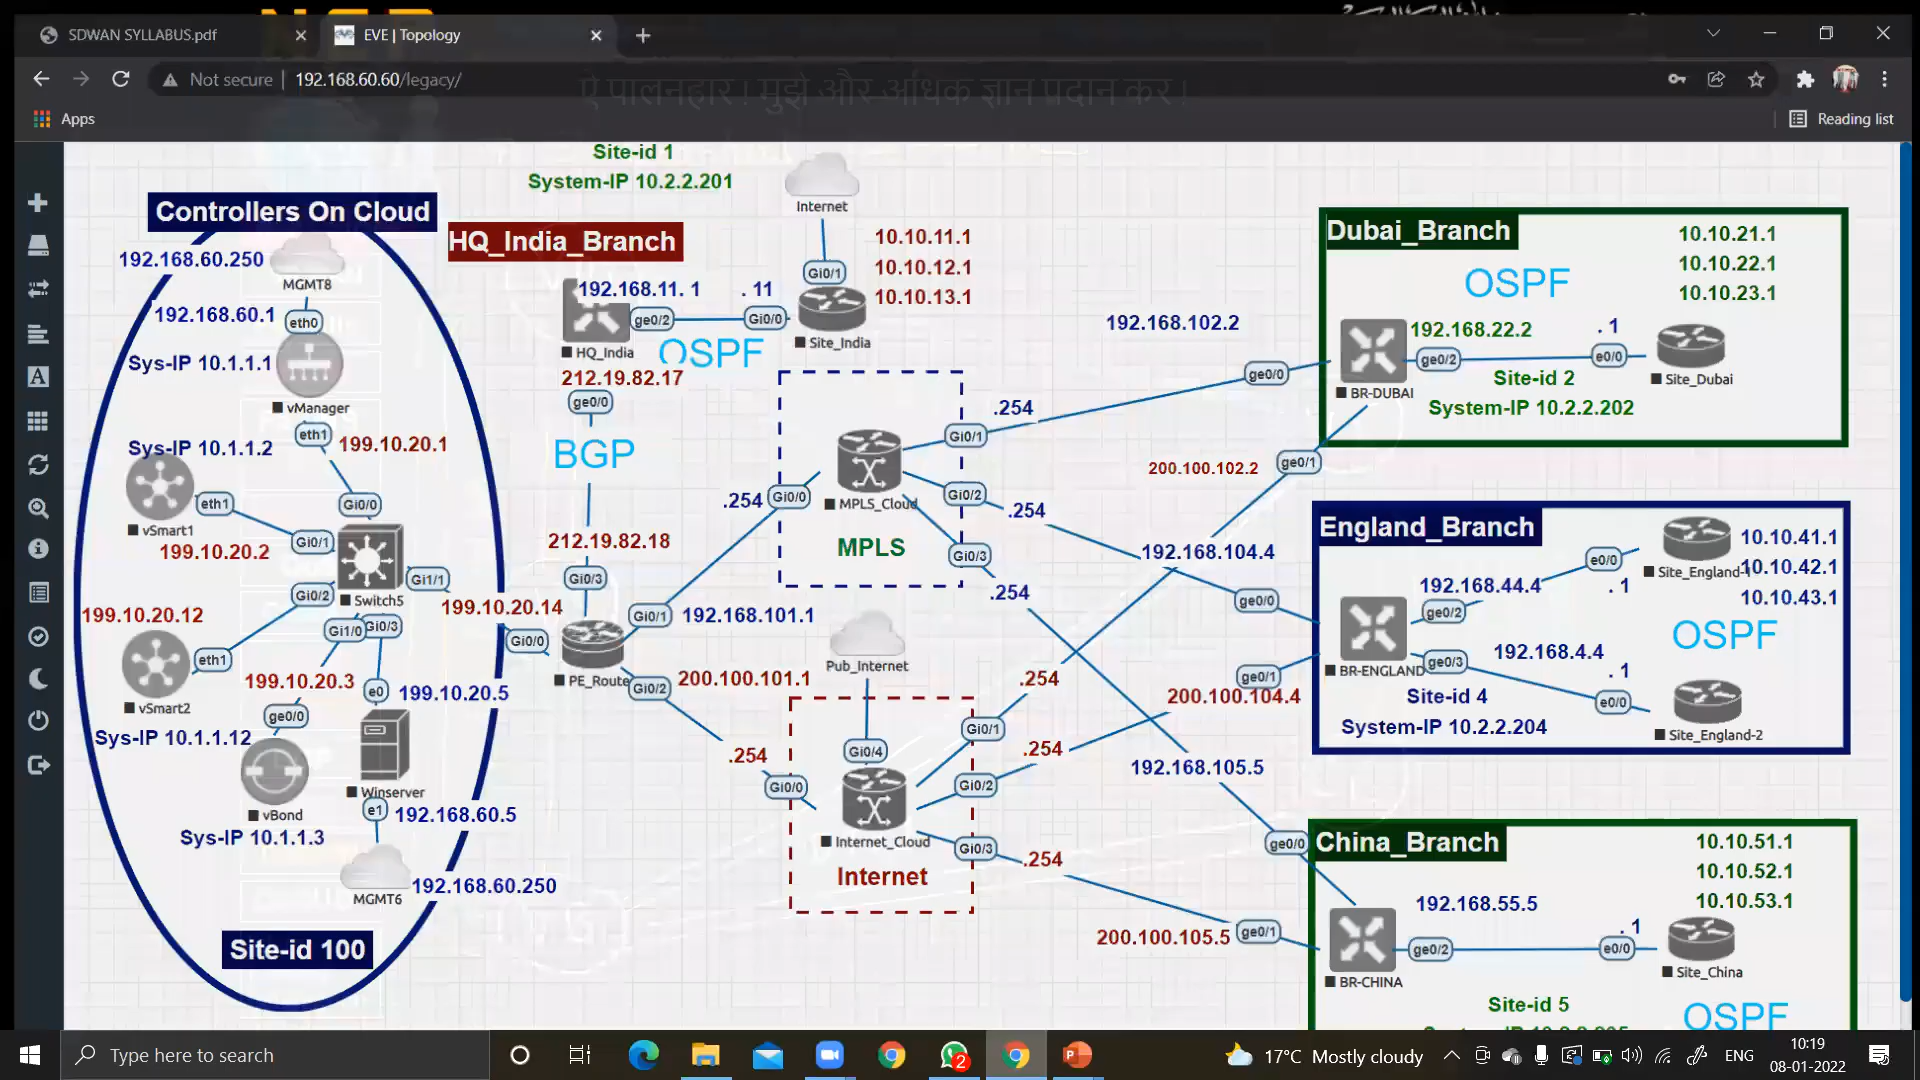 SDWAN SYLLABUS.pdf
EVE | Topology
Not secure
192.168.60.60/legacy/
ऐ पालनहार ! मुझे और अधिक ज्ञान प्रदान कर !
Apps
Reading list
Site-id 1
System-IP 10.2.2.201
Internet
Controllers On Cloud
192.168.60.250
MGMT8
192.168.60.1
eth0
Sys-IP 10.1.1.1
vManager
eth1
199.10.20.1
Sys-IP 10.1.1.2
eth1
vSmart1
199.10.20.2
Gi0/0
Gi0/1
Gi1/1
Switch5
Gi0/2
Gi1/0
Gi0/3
199.10.20.12
eth1
vSmart2
Sys-IP 10.1.1.12
199.10.20.3
ge0/0
e0
199.10.20.5
vBond
Sys-IP 10.1.1.3
Winserver
e1
192.168.60.5
MGMT6
192.168.60.250
Site-id 100
HQ_India_Branch
192.168.11. 1
. 11
Gi0/1
10.10.11.1
10.10.12.1
10.10.13.1
ge0/2
Gi0/0
HQ_India
Site_India
OSPF
212.19.82.17
ge0/0
BGP
212.19.82.18
Gi0/3
199.10.20.14
Gi0/0
Gi0/1
192.168.101.1
PE_Route
Gi0/2
200.100.101.1
.254
Gi0/0
MPLS_Cloud
MPLS
Gi0/1
.254
Gi0/2
.254
Gi0/3
.254
Pub_Internet
Gi0/4
.254
Gi0/0
Internet_Cloud
Internet
Gi0/1
.254
Gi0/2
.254
Gi0/3
.254
192.168.102.2
ge0/0
200.100.102.2
ge0/1
192.168.104.4
ge0/0
ge0/1
200.100.104.4
192.168.105.5
ge0/0
200.100.105.5
ge0/1
Dubai_Branch
OSPF
10.10.21.1
10.10.22.1
10.10.23.1
192.168.22.2
. 1
ge0/2
e0/0
BR-DUBAI
Site_Dubai
Site-id 2
System-IP 10.2.2.202
England_Branch
e0/0
Site_England-1
10.10.41.1
10.10.42.1
10.10.43.1
192.168.44.4
. 1
ge0/2
OSPF
BR-ENGLAND
ge0/3
192.168.4.4
. 1
e0/0
Site-id 4
System-IP 10.2.2.204
Site_England-2
China_Branch
10.10.51.1
10.10.52.1
10.10.53.1
192.168.55.5
. 1
ge0/2
e0/0
BR-CHINA
Site_China
Site-id 5
OSPF
Type here to search
2
17°C Mostly cloudy
ENG
10:19
08-01-2022